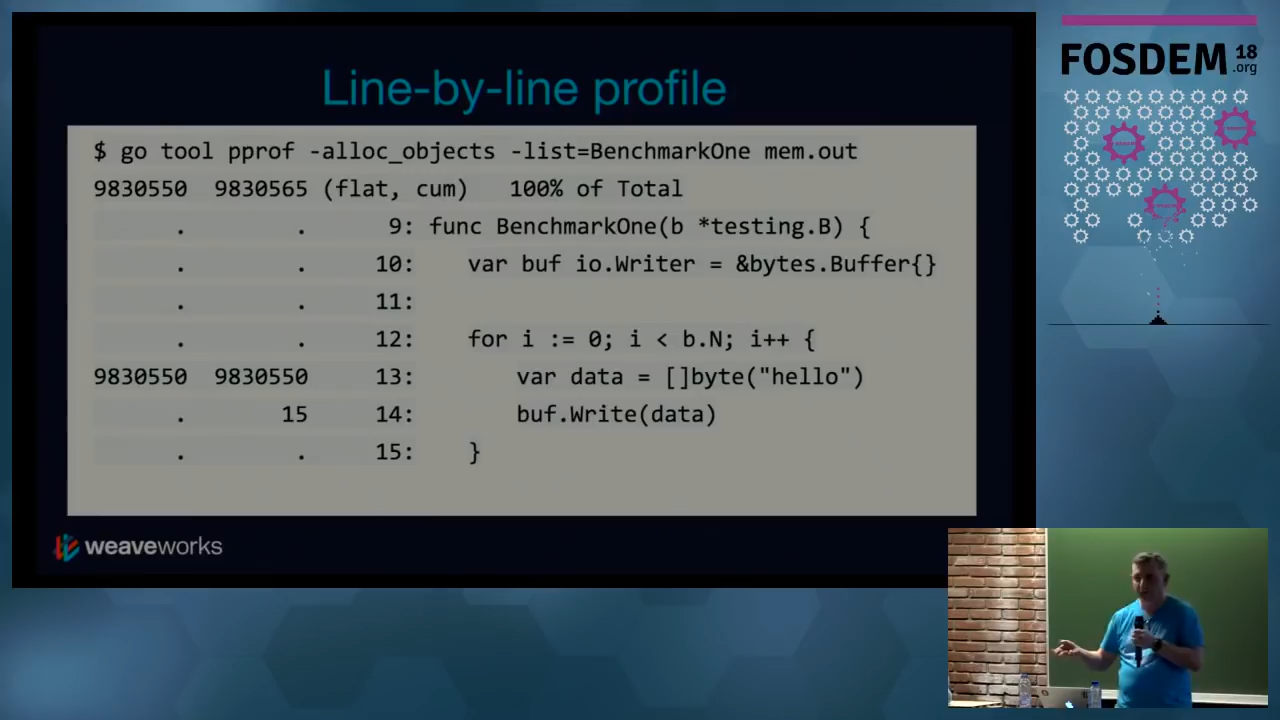 Line-by-line profile
$ go tool pprof -alloc_objects -list=BenchmarkOne mem.out
9830550 9830565 (flat, cum) 100% of Total
. . 9: func BenchmarkOne(b *testing.B) {
. . 10: var buf io.Writer = &bytes.Buffer{}
. . 11:
. . 12: for i := 0; i < b.N; i++ {
9830550 9830550 13: var data = []byte("hello")
. 15 14: buf.Write(data)
. . 15: }
weaveworks
FOSDEM 18
.org